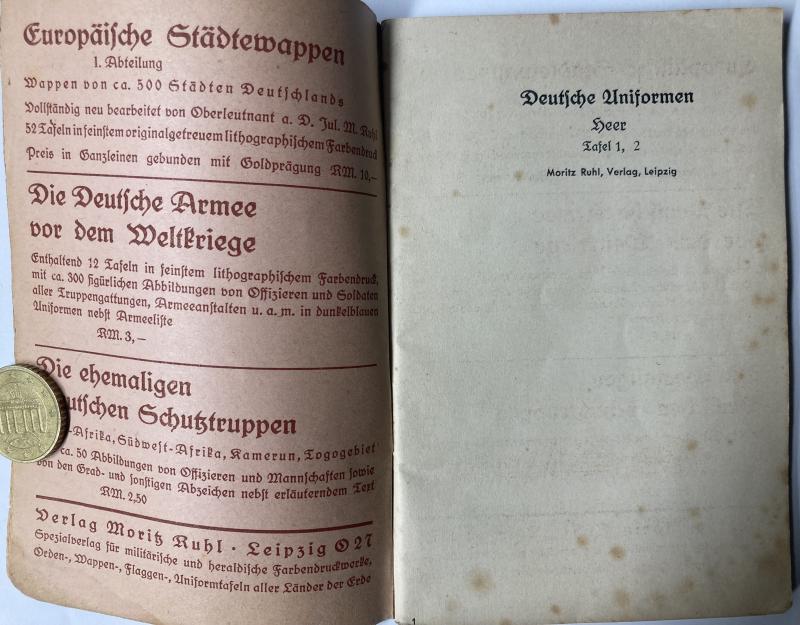 Europäische Städtewappen
1. Abteilung
Wappen von ca. 500 Städten Deutschlands
Vollständig neu bearbeitet von Oberleutnant a. D. Jul. M. Ruhl
52 Tafeln in feinstem originalgetreuem lithographischem Farbendruck
Preis in Ganzleinen gebunden mit Goldprägung RM. 10,—
Die Deutsche Armee
vor dem Weltkriege
Enthaltend 12 Tafeln in feinstem lithographischem Farbendruck,
mit ca. 300 figürlichen Abbildungen von Offizieren und Soldaten
aller Truppengattungen, Armeeanstalten u. a. m. in dunkelblauen
Uniformen nebst Armeeliste
RM. 3,—
Die ehemaligen
utschen Schutztruppen
-Afrika, Südwest-Afrika, Kamerun, Togogebiet
ca. 50 Abbildungen von Offizieren und Mannschaften sowie
von den Grad- und sonstigen Abzeichen nebst erläuterndem Text
RM. 2,50
Verlag Moritz Ruhl · Leipzig O 27
Spezialverlag für militärische und heraldische Farbendruckwerke,
Orden-, Wappen-, Flaggen-, Uniformtafeln aller Länder der Erde
Deutsche Uniformen
Heer
Tafel 1, 2
Moritz Ruhl, Verlag, Leipzig
1